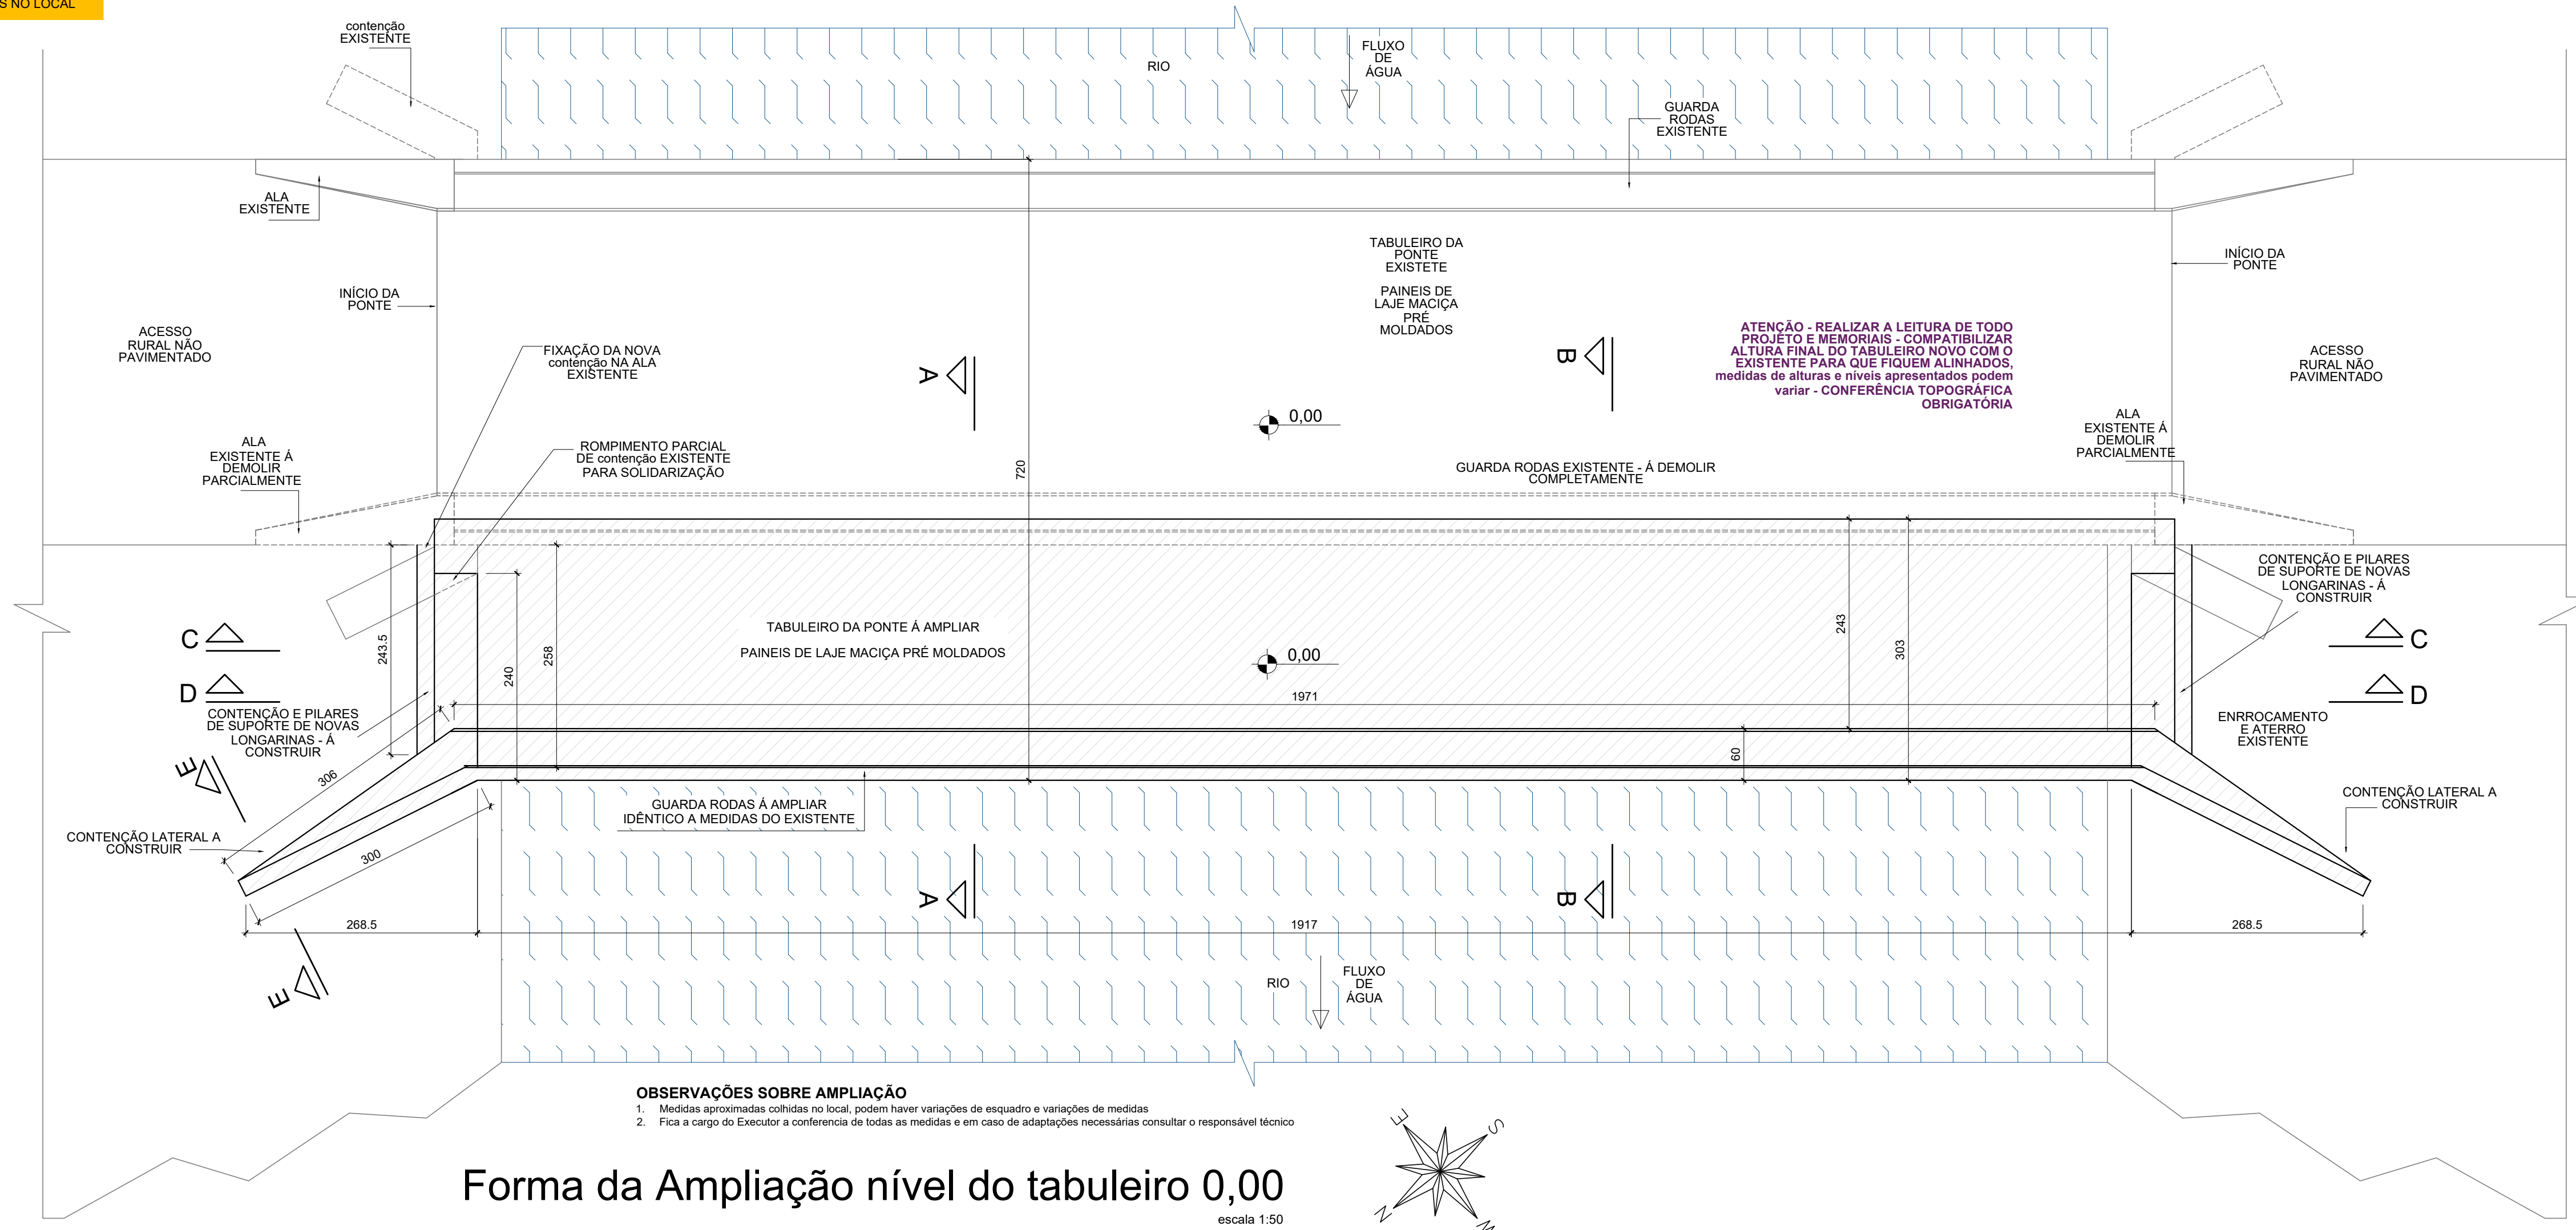 S NO LOCAL
contenção
EXISTENTE
RIO
FLUXO
DE
ÁGUA
GUARDA
RODAS
EXISTENTE
ALA
EXISTENTE
TABULEIRO DA
PONTE
EXISTETE
PAINEIS DE
LAJE MACIÇA
PRÉ
MOLDADOS
INÍCIO DA
PONTE
INÍCIO DA
PONTE
ACESSO
RURAL NÃO
PAVIMENTADO
FIXAÇÃO DA NOVA
contenção NA ALA
EXISTENTE
A
B
ATENÇÃO - REALIZAR A LEITURA DE TODO
PROJETO E MEMORIAIS - COMPATIBILIZAR
ALTURA FINAL DO TABULEIRO NOVO COM O
EXISTENTE PARA QUE FIQUEM ALINHADOS,
medidas de alturas e níveis apresentados podem
variar - CONFERÊNCIA TOPOGRÁFICA
OBRIGATÓRIA
ACESSO
RURAL NÃO
PAVIMENTADO
0,00
ALA
EXISTENTE Á
DEMOLIR
PARCIALMENTE
ROMPIMENTO PARCIAL
DE contenção EXISTENTE
PARA SOLIDARIZAÇÃO
720
GUARDA RODAS EXISTENTE - Á DEMOLIR
COMPLETAMENTE
ALA
EXISTENTE Á
DEMOLIR
PARCIALMENTE
CONTENÇÃO E PILARES
DE SUPORTE DE NOVAS
LONGARINAS - Á
CONSTRUIR
243.5
240
258
TABULEIRO DA PONTE Á AMPLIAR
PAINEIS DE LAJE MACIÇA PRÉ MOLDADOS
0,00
243
303
C
D
C
D
1971
CONTENÇÃO E PILARES
DE SUPORTE DE NOVAS
LONGARINAS - Á
CONSTRUIR
ENRROCAMENTO
E ATERRO
EXISTENTE
60
E
306
GUARDA RODAS Á AMPLIAR
IDÊNTICO A MEDIDAS DO EXISTENTE
CONTENÇÃO LATERAL A
CONSTRUIR
CONTENÇÃO LATERAL A
CONSTRUIR
300
A
B
268.5
1917
268.5
E
RIO
FLUXO
DE
ÁGUA
OBSERVAÇÕES SOBRE AMPLIAÇÃO
1. Medidas aproximadas colhidas no local, podem haver variações de esquadro e variações de medidas
2. Fica a cargo do Executor a conferencia de todas as medidas e em caso de adaptações necessárias consultar o responsável técnico
E
S
N
W
Forma da Ampliação nível do tabuleiro 0,00
escala 1:50